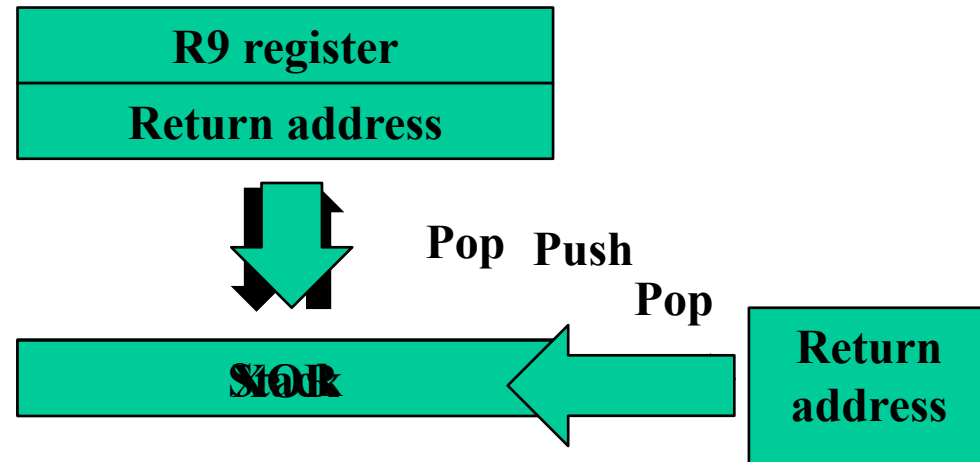 R9 register
Return address
Pop Push
Pop
Return
address